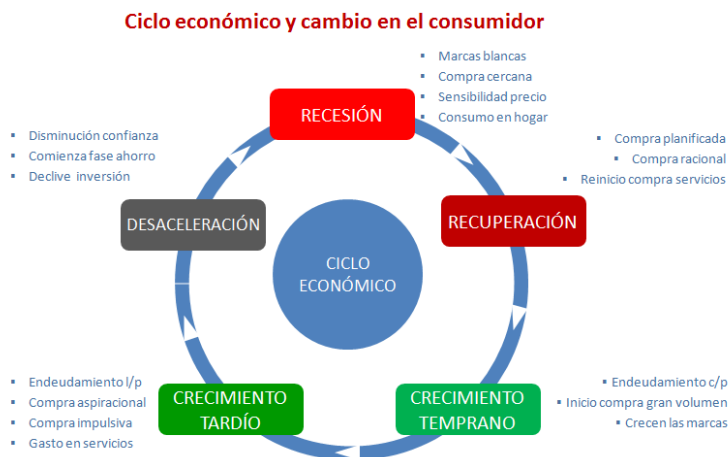 Ciclo económico y cambio en el consumidor
▪ Marcas blancas
▪ Compra cercana
▪ Sensibilidad precio
▪ Consumo en hogar
RECESIÓN
▪ Disminución confianza
▪ Comienza fase ahorro
▪ Declive inversión
▪ Compra planificada
▪ Compra racional
▪ Reinicio compra servicios
DESACELERACIÓN
RECUPERACIÓN
CICLO
ECONÓMICO
▪ Endeudamiento l/p
▪ Compra aspiracional
▪ Compra impulsiva
▪ Gasto en servicios
CRECIMIENTO
TARDÍO
CRECIMIENTO
TEMPRANO
▪ Endeudamiento c/p
▪ Inicio compra gran volumen
▪ Crecen las marcas